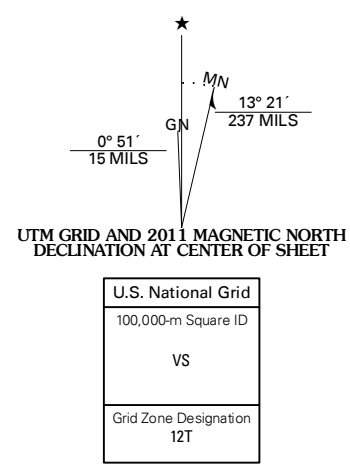 ★
MN
13° 21´
237 MILS
GN
0° 51´
15 MILS
UTM GRID AND 2011 MAGNETIC NORTH
DECLINATION AT CENTER OF SHEET
U.S. National Grid
100,000-m Square ID
VS
Grid Zone Designation
12T